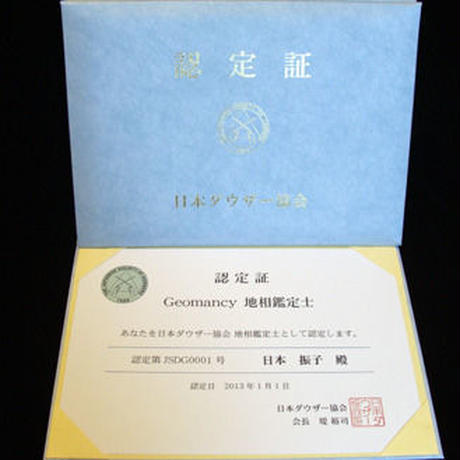 認定証
日本ダウザー協会
認定証
Geomancy 地相鑑定士
あなたを日本ダウザー協会 地相鑑定士として認定します。
認定第 JSDG0001 号 日本 振子 殿
認定日 2013年1月1日
日本ダウザー協会
会長 堤 裕司